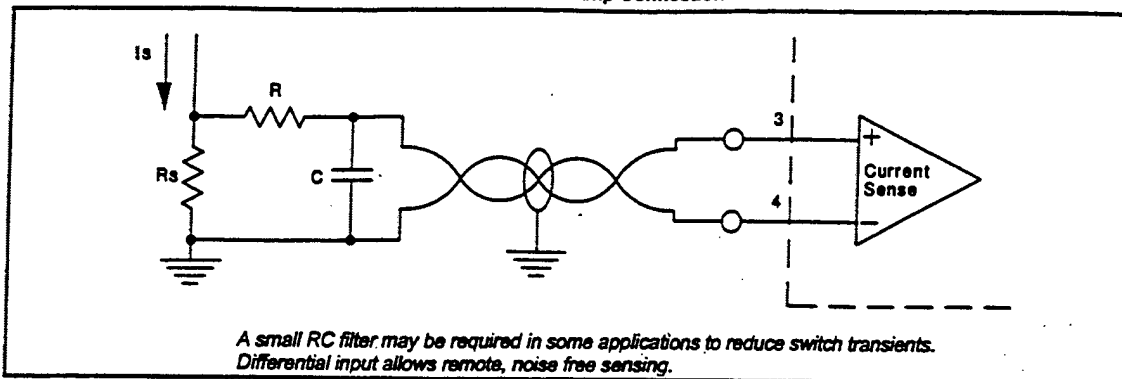 Is
R
3
+
Rs
C
Current
Sense
4
−
A small RC filter may be required in some applications to reduce switch transients.
Differential input allows remote, noise free sensing.